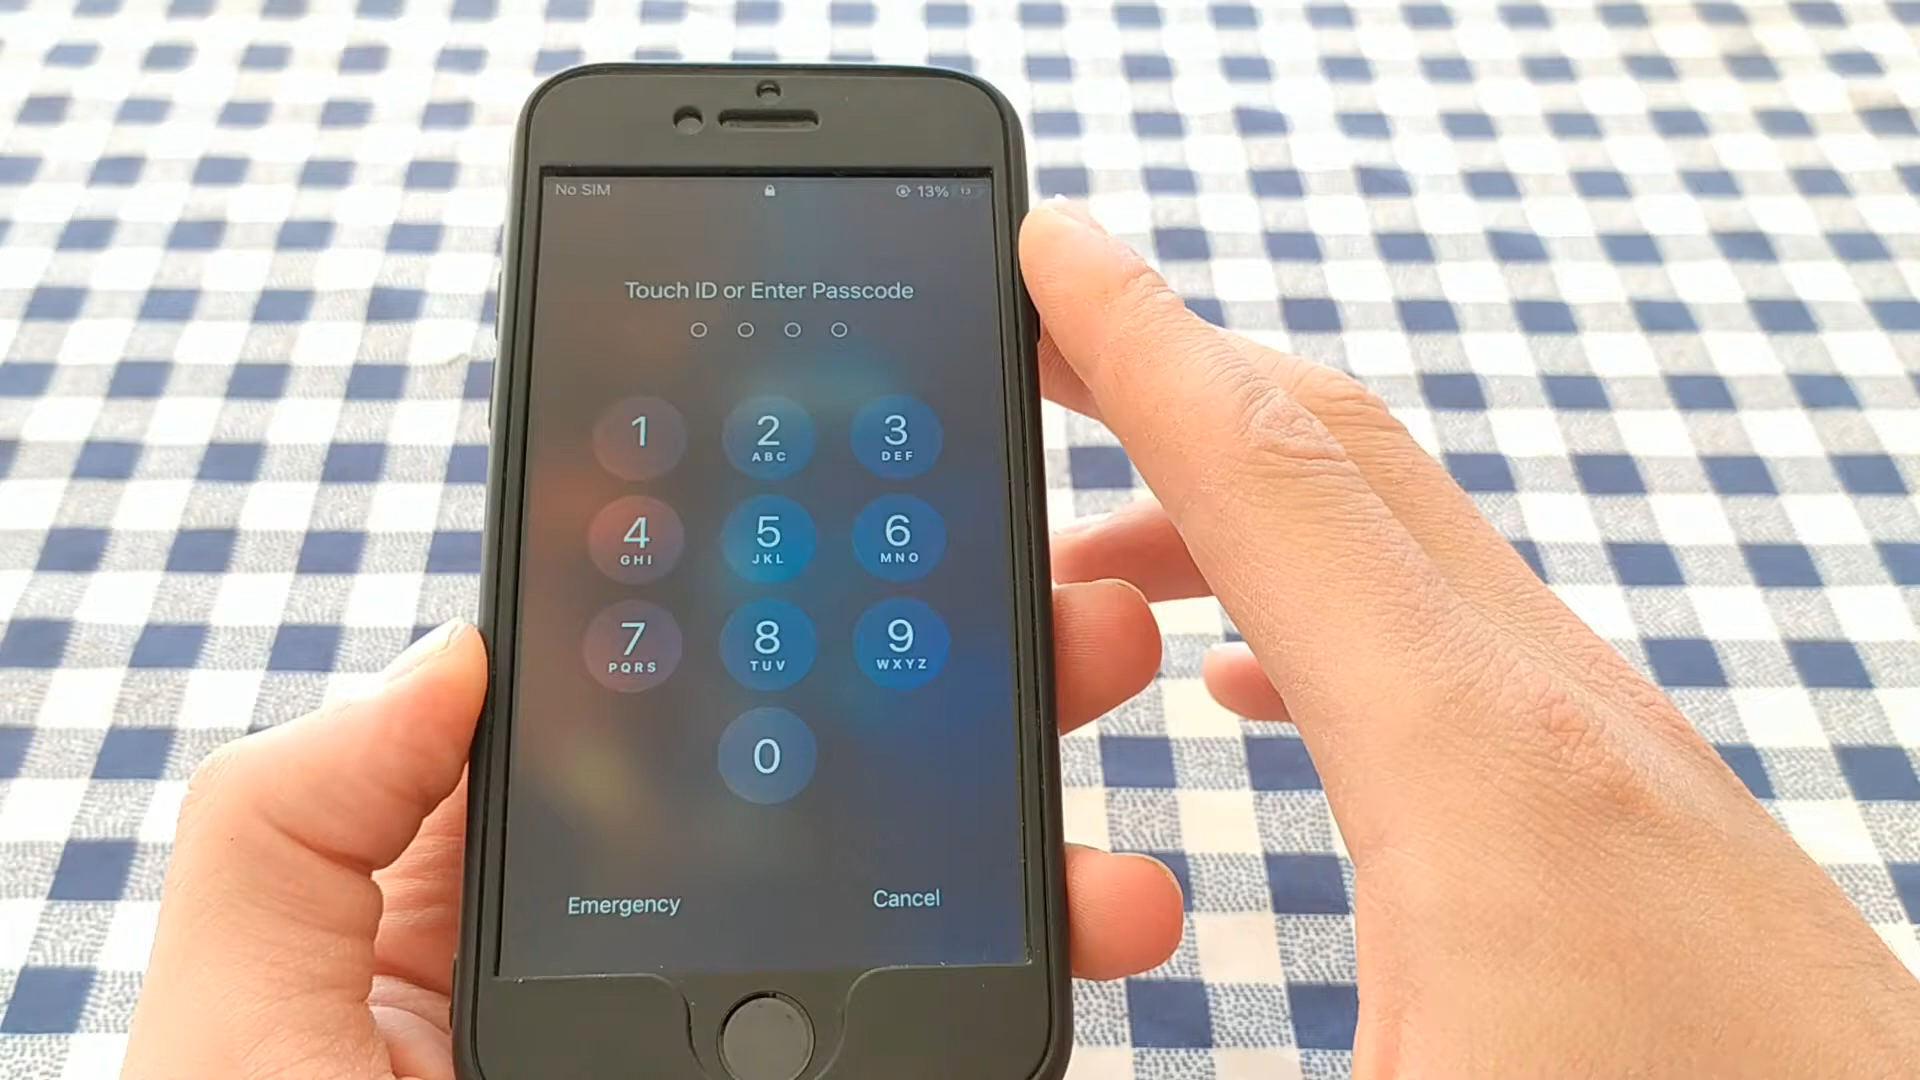 No SIM 13% 13
Touch ID or Enter Passcode
1 2 3
ABC DEF
4 5 6
GHI JKL MNO
7 8 9
PQRS TUV WXYZ
0
Emergency Cancel